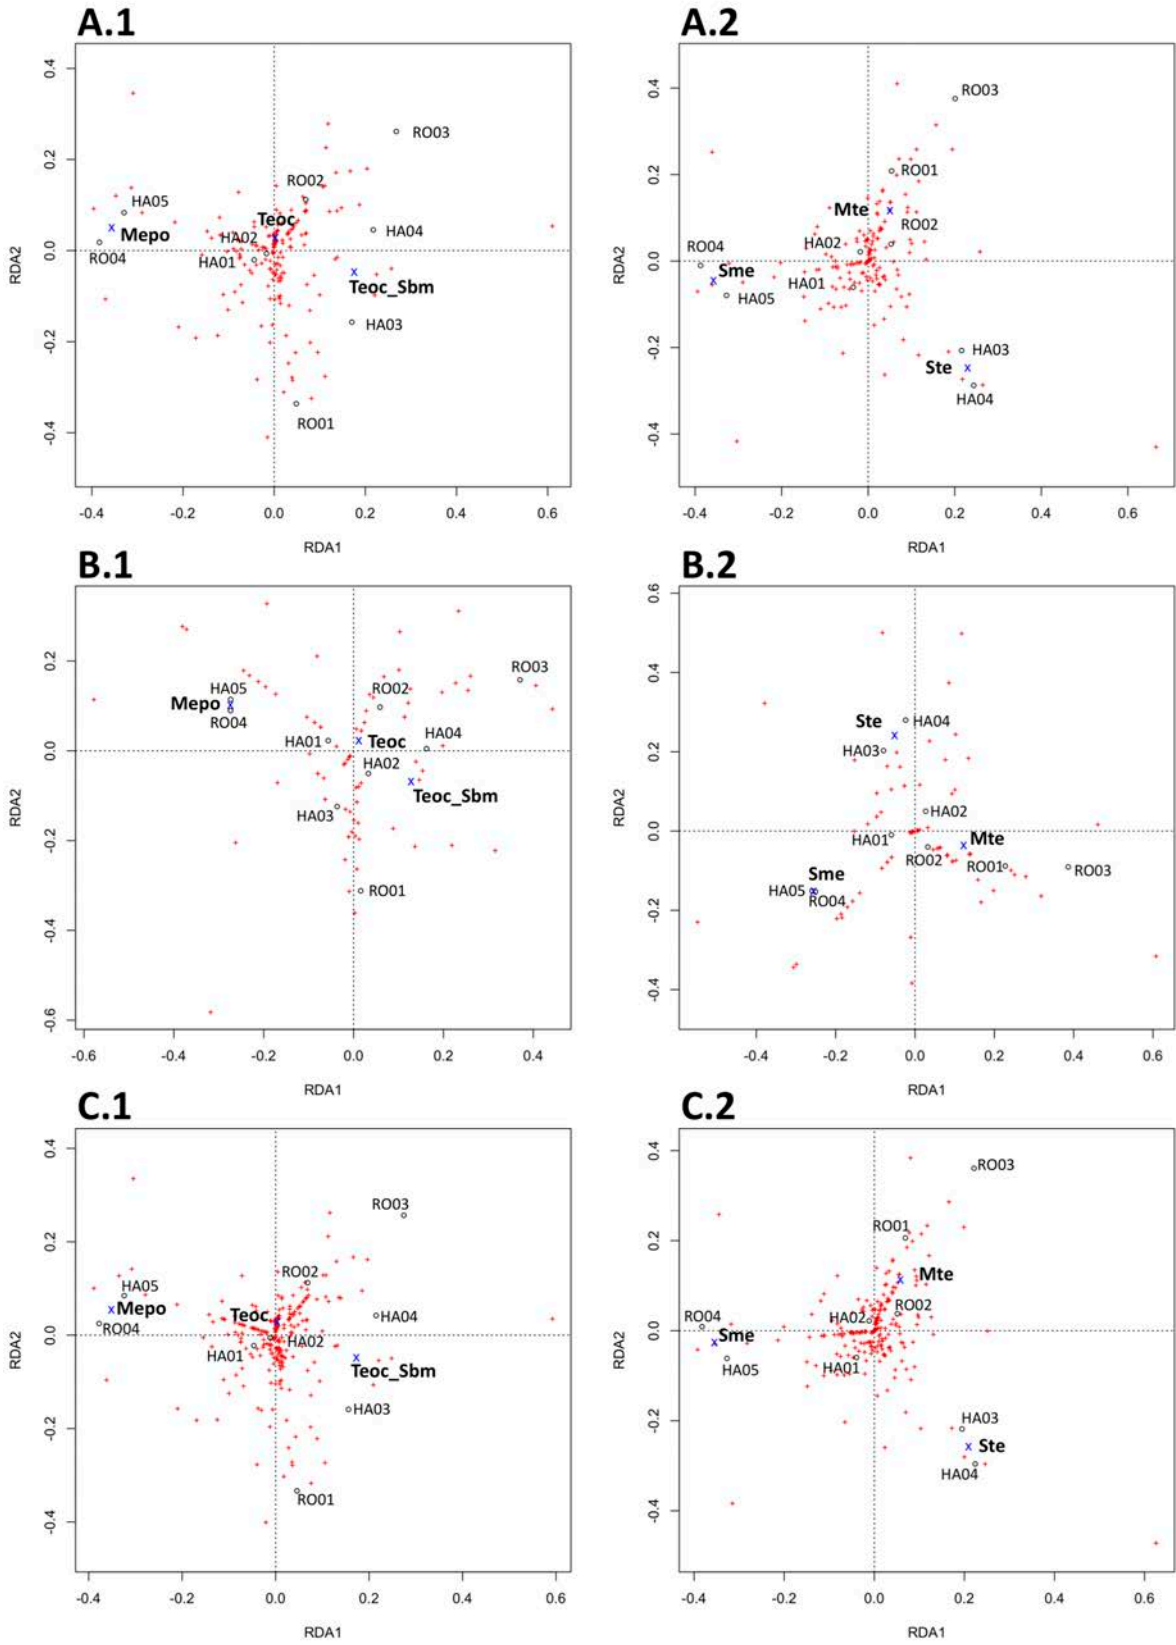 A.1
0.4
0.2
0.0
-0.2
-0.4
RDA2
RO03
HA05
RO02
Teoc
HA04
Mepo
HA02
RO04
HA01
Teoc_Sbm
HA03
RO01
-0.4 -0.2 0.0 0.2 0.4 0.6
RDA1
A.2
0.4
0.2
0.0
-0.2
-0.4
RDA2
RO03
RO01
Mte
RO02
HA02
RO04
Sme
HA01
HA05
HA03
Ste
HA04
-0.4 -0.2 0.0 0.2 0.4 0.6
RDA1
B.1
0.2
0.0
-0.2
-0.4
-0.6
RDA2
RO03
HA05
RO02
Mepo
RO04
HA04
HA01
Teoc
HA02
Teoc_Sbm
HA03
RO01
-0.6 -0.4 -0.2 0.0 0.2 0.4
RDA1
B.2
0.6
0.4
0.2
0.0
-0.2
-0.4
RDA2
Ste
HA04
HA03
HA02
HA01
Mte
RO02
RO01
RO03
Sme
HA05
RO04
-0.4 -0.2 0.0 0.2 0.4 0.6
RDA1
C.1
0.4
0.2
0.0
-0.2
-0.4
RDA2
RO03
RO02
HA05
Mepo
Teoc
HA04
RO04
HA02
HA01
Teoc_Sbm
HA03
RO01
-0.4 -0.2 0.0 0.2 0.4 0.6
RDA1
C.2
0.4
0.2
0.0
-0.2
-0.4
RDA2
RO03
RO01
Mte
RO02
HA02
RO04
Sme
HA01
HA05
HA03
Ste
HA04
-0.4 -0.2 0.0 0.2 0.4 0.6
RDA1